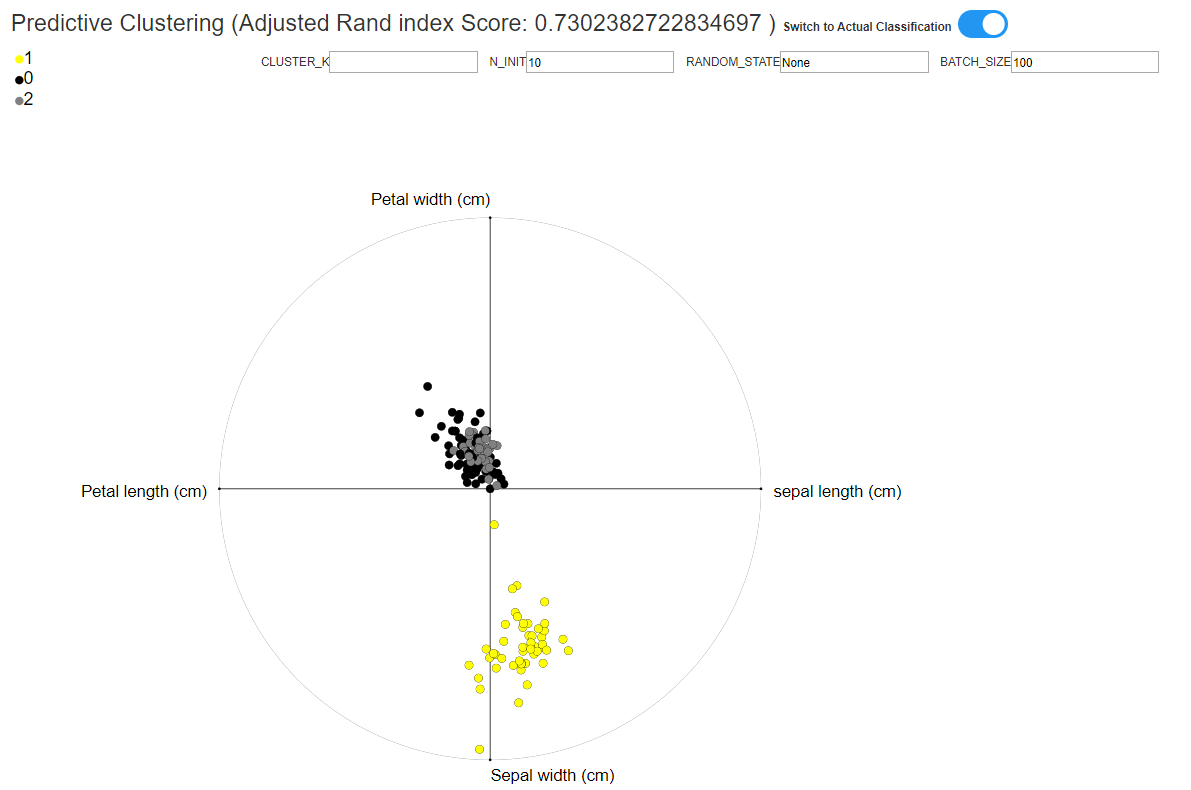 Predictive Clustering (Adjusted Rand index Score: 0.7302382722834697 ) Switch to Actual Classification
1
0
2
CLUSTER_K N_INIT 10 RANDOM_STATE None BATCH_SIZE 100
Petal width (cm)
Petal length (cm)
sepal length (cm)
Sepal width (cm)